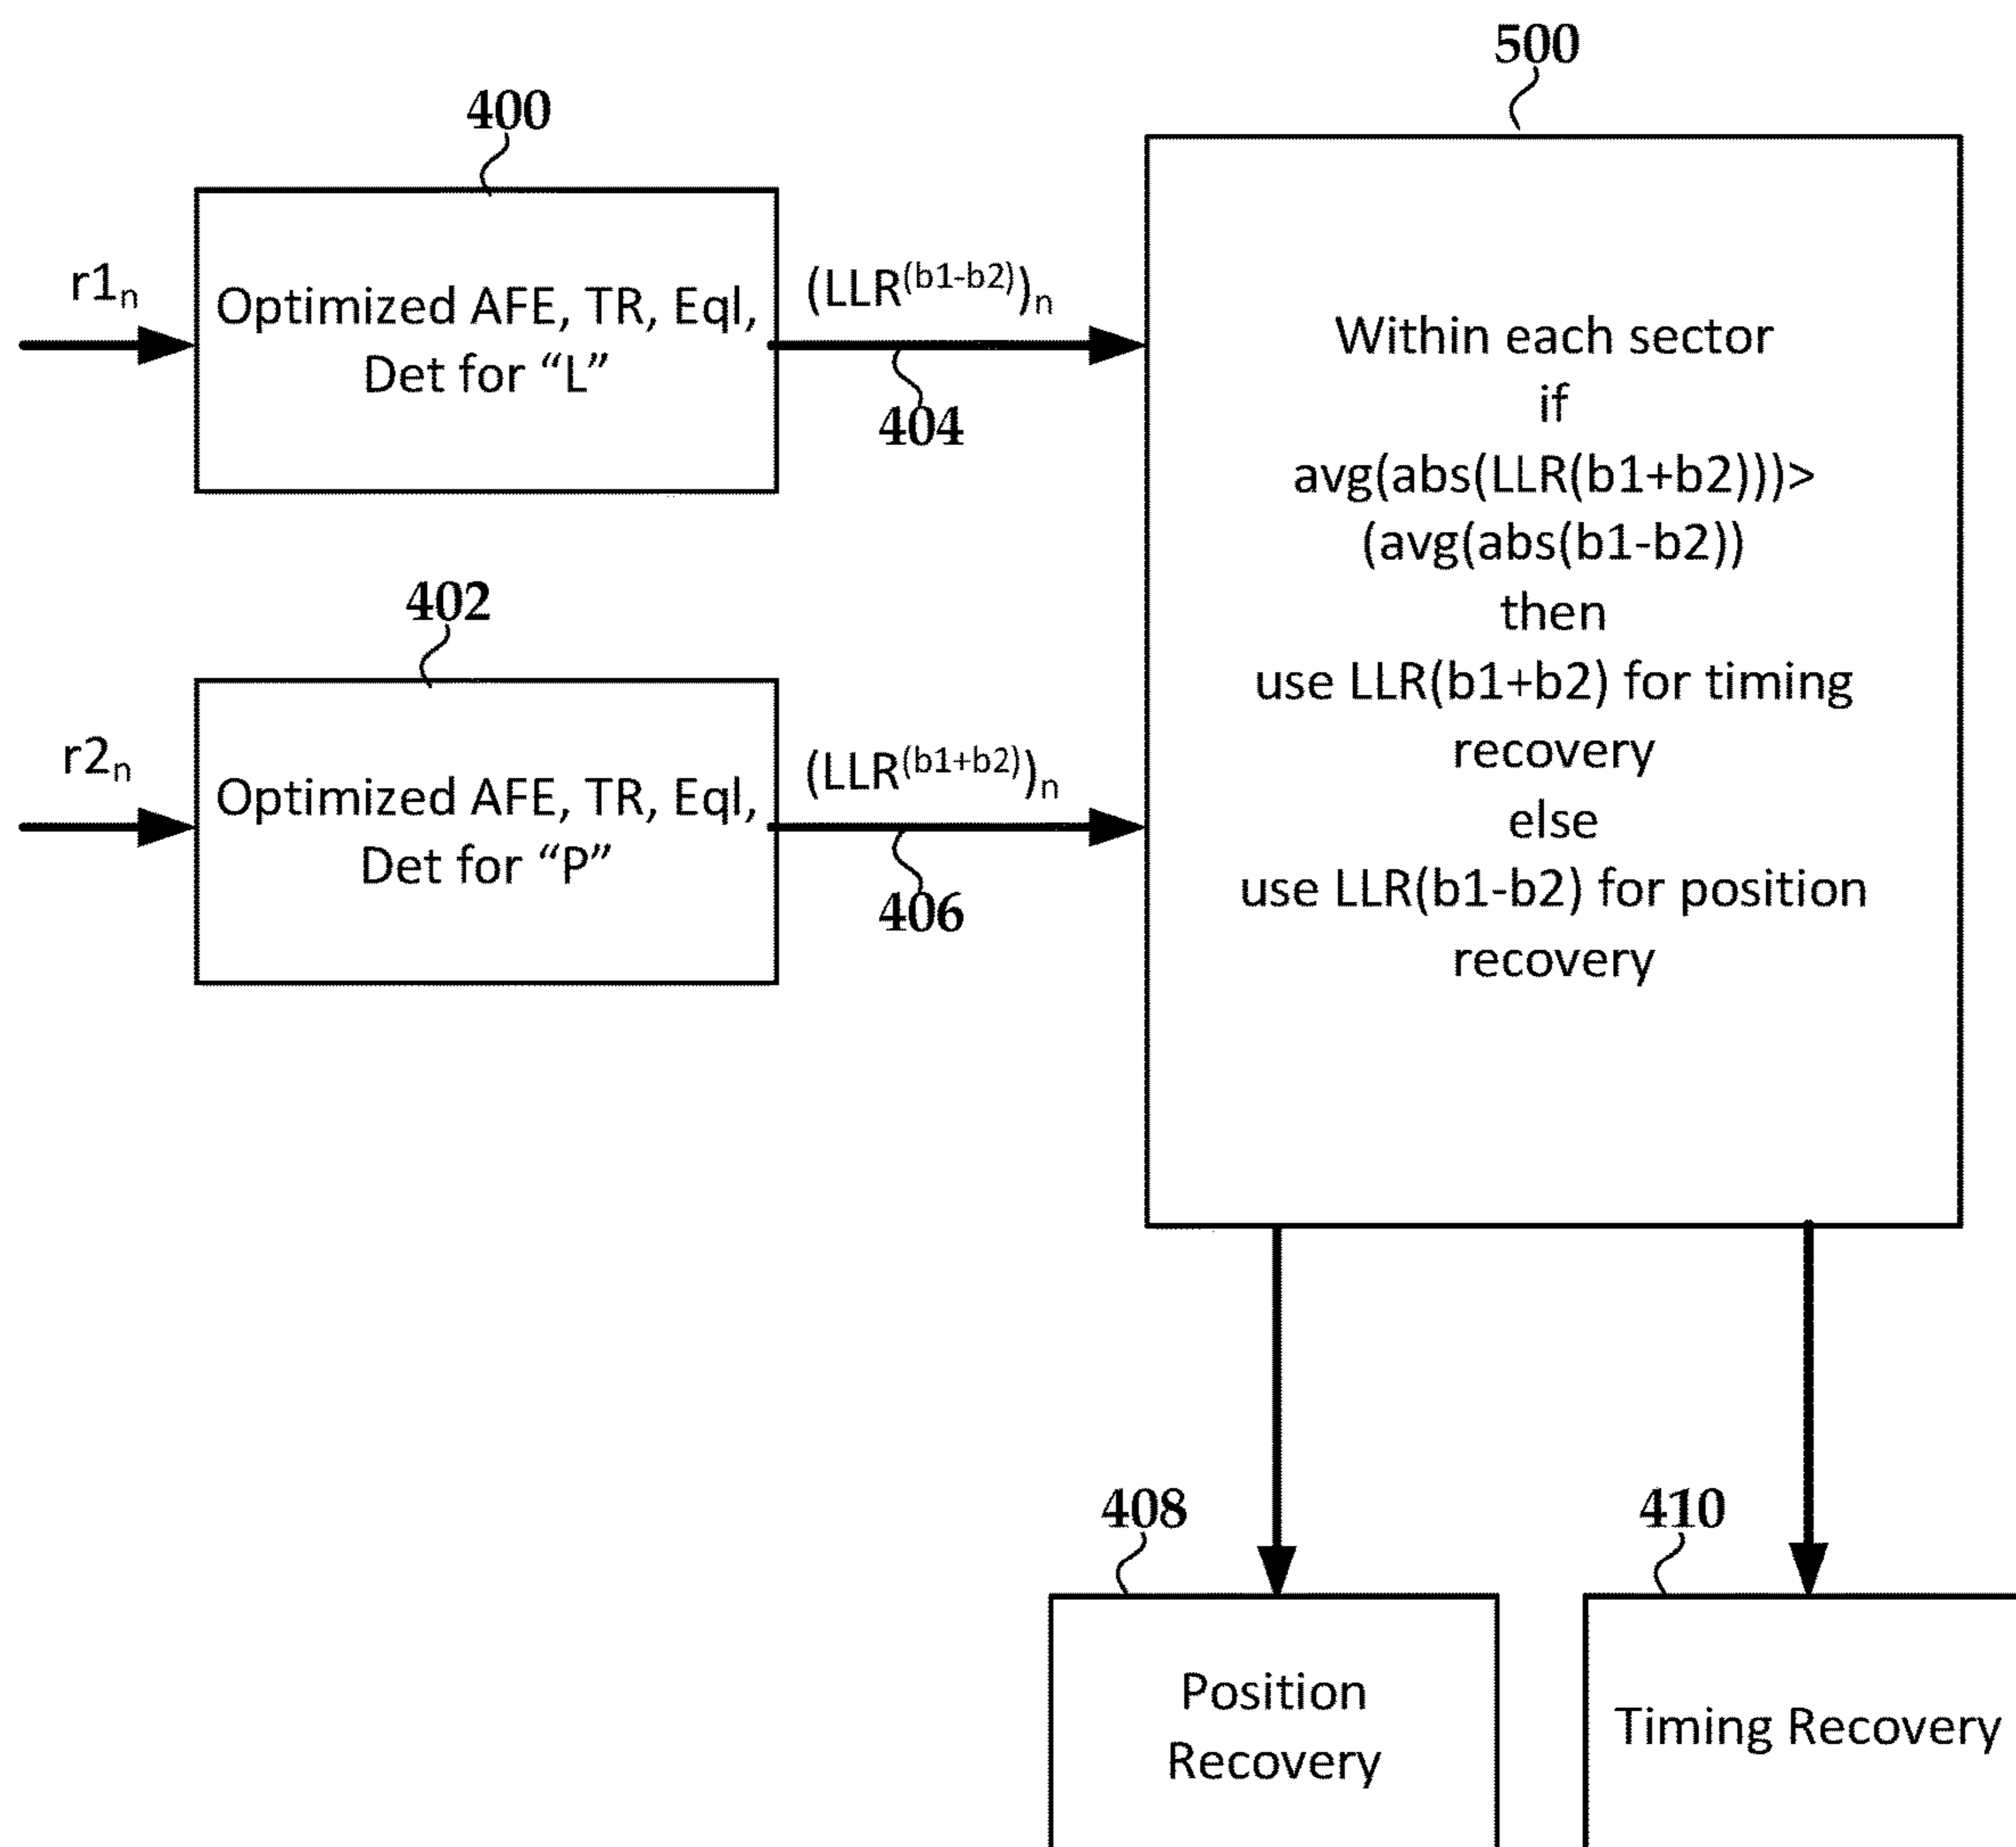 500
400
r1n
Optimized AFE, TR, Eql,
Det for “L”
(LLR(b1-b2))n
404
402
r2n
Optimized AFE, TR, Eql,
Det for “P”
(LLR(b1+b2))n
406
Within each sector
if
avg(abs(LLR(b1+b2)))>
(avg(abs(b1-b2))
then
use LLR(b1+b2) for timing
recovery
else
use LLR(b1-b2) for position
recovery
408
Position
Recovery
410
Timing Recovery